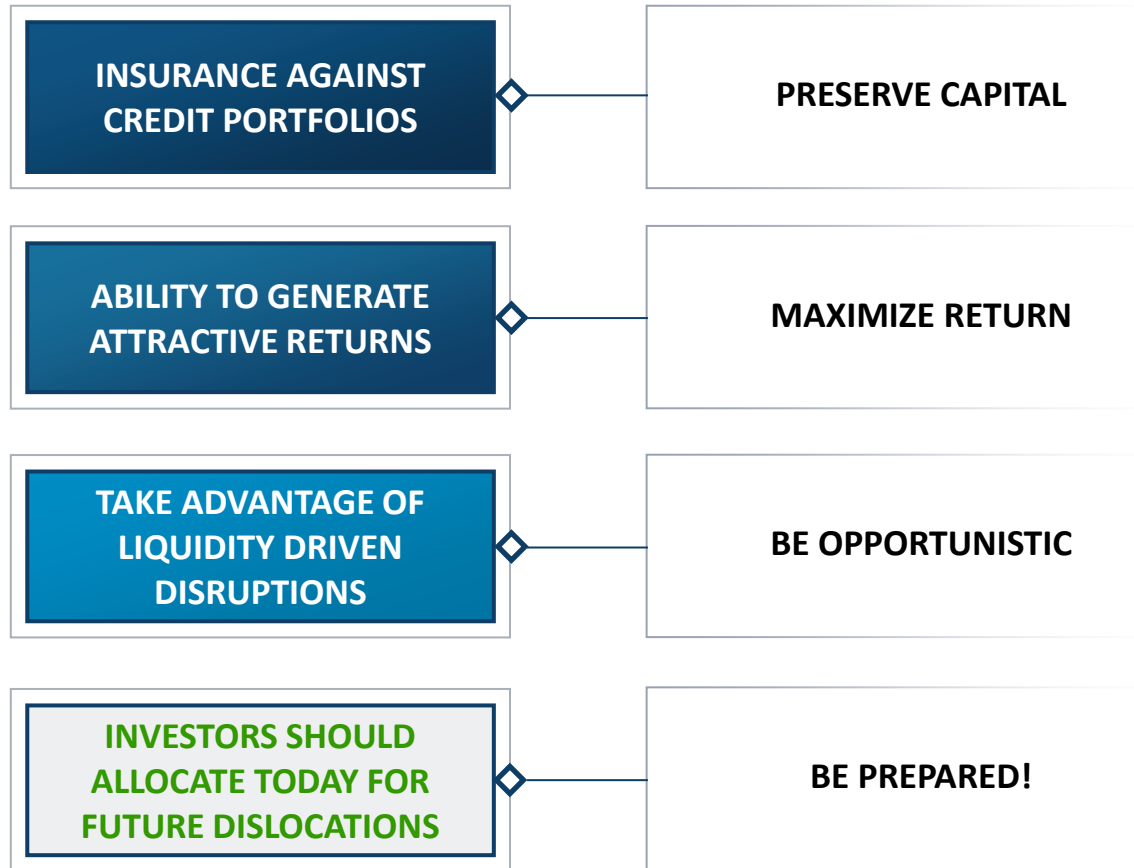 INSURANCE AGAINST
CREDIT PORTFOLIOS
PRESERVE CAPITAL
ABILITY TO GENERATE
ATTRACTIVE RETURNS
MAXIMIZE RETURN
TAKE ADVANTAGE OF
LIQUIDITY DRIVEN
DISRUPTIONS
BE OPPORTUNISTIC
INVESTORS SHOULD
ALLOCATE TODAY FOR
FUTURE DISLOCATIONS
BE PREPARED!